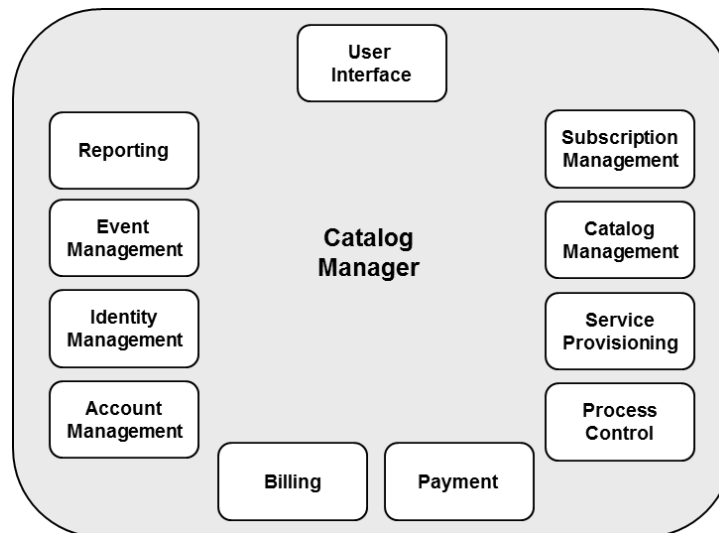 User
Interface
Reporting
Event
Management
Identity
Management
Account
Management
Catalog
Manager
Subscription
Management
Catalog
Management
Service
Provisioning
Process
Control
Billing
Payment